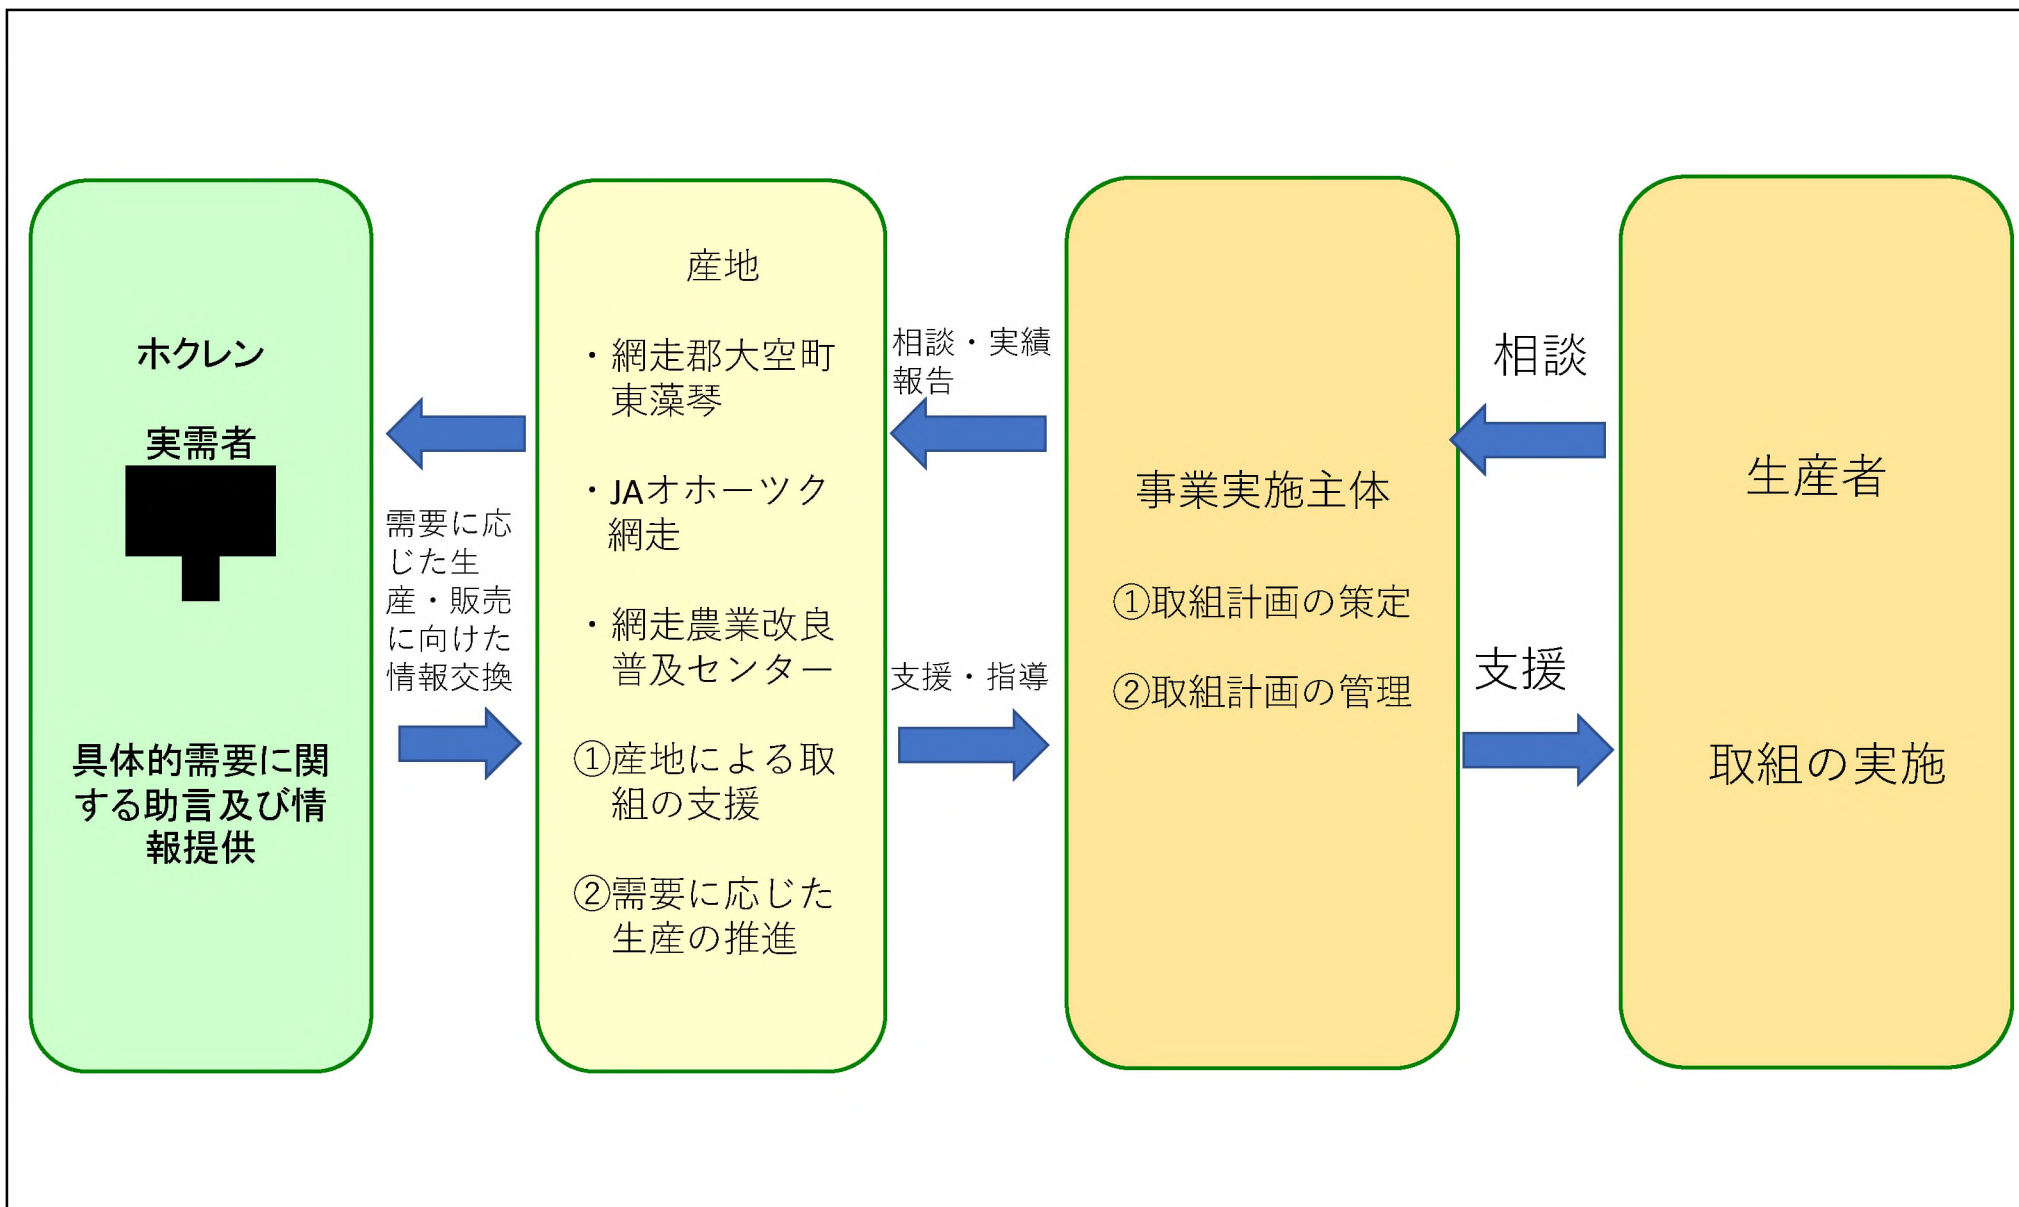 ホクレン
実需者
具体的需要に関
する助言及び情
報提供
需要に応
じた生
産・販売
に向けた
情報交換
産地
・網走郡大空町
東藻琴
・JAオホーツク
網走
・網走農業改良
普及センター
①産地による取
組の支援
②需要に応じた
生産の推進
相談・実績
報告
支援・指導
事業実施主体
①取組計画の策定
②取組計画の管理
相談
支援
生産者
取組の実施